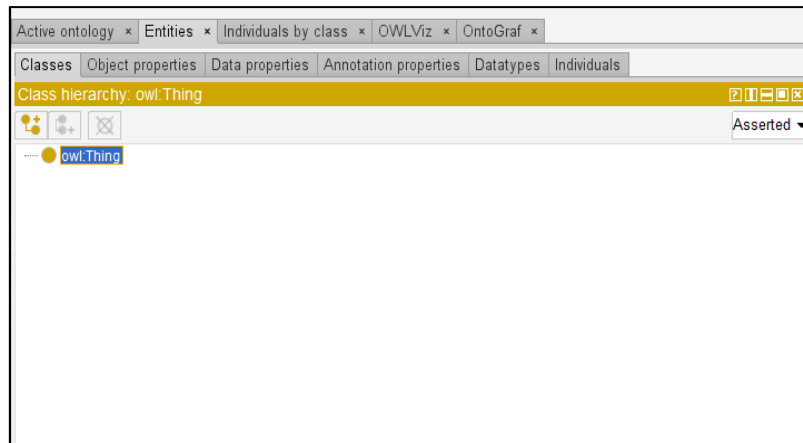 Active ontology × Entities × Individuals by class × OWLViz × OntoGraf ×
Classes Object properties Data properties Annotation properties Datatypes Individuals
Class hierarchy: owl:Thing
Asserted
owl:Thing